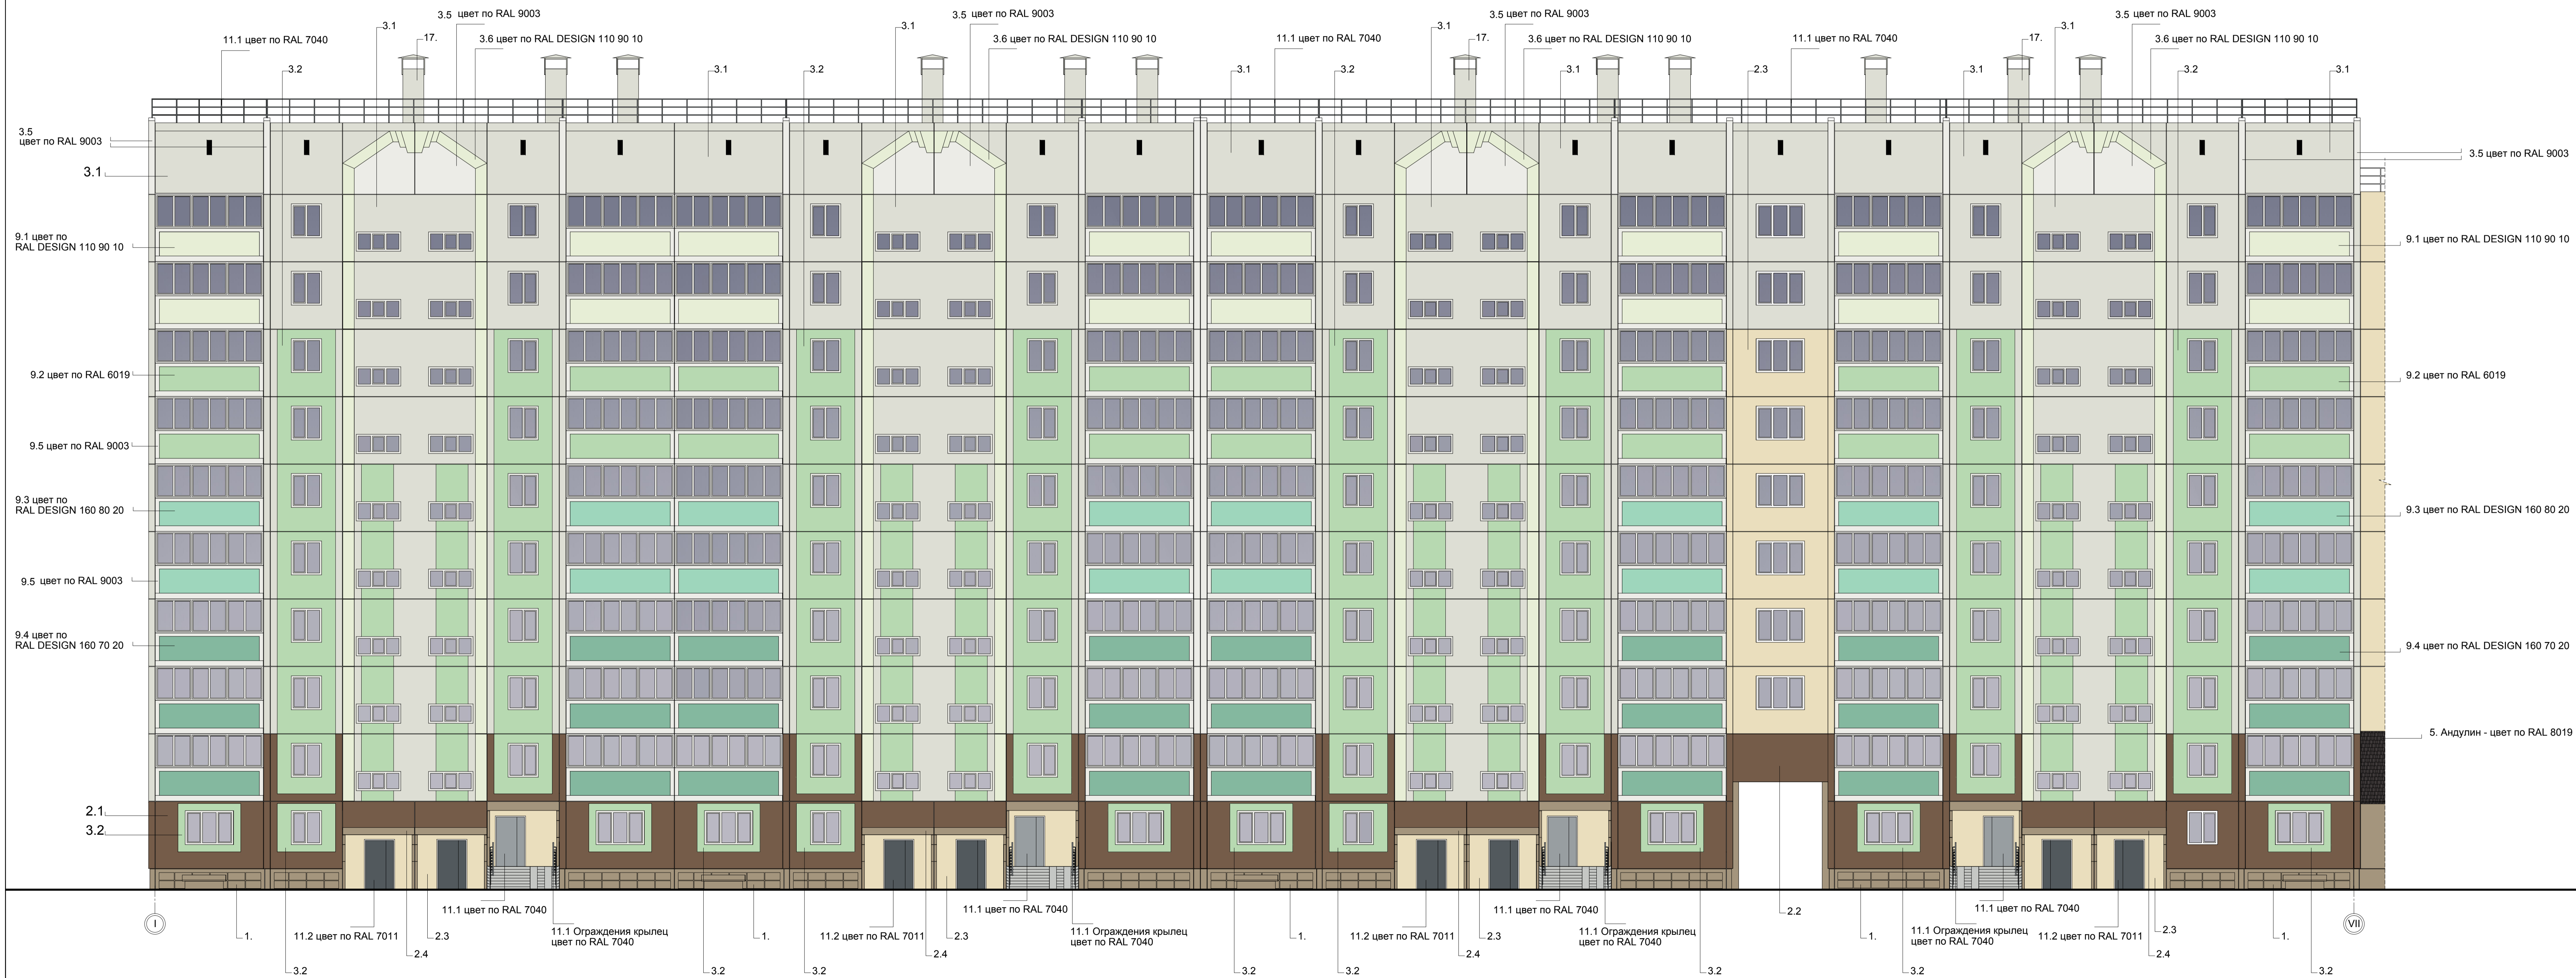 3.5 цвет по RAL 9003
3.5 цвет по RAL 9003
3.5 цвет по RAL 9003
3.5 цвет по RAL 9003
3.1
3.1
3.1
3.1
11.1 цвет по RAL 7040
17.
3.6 цвет по RAL DESIGN 110 90 10
3.6 цвет по RAL DESIGN 110 90 10
11.1 цвет по RAL 7040
17.
3.6 цвет по RAL DESIGN 110 90 10
11.1 цвет по RAL 7040
17.
3.6 цвет по RAL DESIGN 110 90 10
3.2
3.1
3.2
3.1
3.2
3.1
2.3
3.1
3.2
3.1
3.5
цвет по RAL 9003
3.5 цвет по RAL 9003
3.1
9.1 цвет по
RAL DESIGN 110 90 10
9.1 цвет по RAL DESIGN 110 90 10
9.2 цвет по RAL 6019
9.2 цвет по RAL 6019
9.5 цвет по RAL 9003
9.3 цвет по
RAL DESIGN 160 80 20
9.3 цвет по RAL DESIGN 160 80 20
9.5 цвет по RAL 9003
9.4 цвет по
RAL DESIGN 160 70 20
9.4 цвет по RAL DESIGN 160 70 20
5. Андулин - цвет по RAL 8019
2.1
3.2
I
VII
11.1 цвет по RAL 7040
11.1 цвет по RAL 7040
11.1 цвет по RAL 7040
11.1 цвет по RAL 7040
2.2
1.
11.2 цвет по RAL 7011
2.3
11.1 Ограждения крылец
цвет по RAL 7040
1.
11.2 цвет по RAL 7011
2.3
11.1 Ограждения крылец
цвет по RAL 7040
1.
11.2 цвет по RAL 7011
2.3
11.1 Ограждения крылец
цвет по RAL 7040
1.
11.1 Ограждения крылец
цвет по RAL 7040
11.2 цвет по RAL 7011
2.3
1.
2.4
2.4
2.4
2.4
3.2
3.2
3.2
3.2
3.2
3.2
3.2
3.2